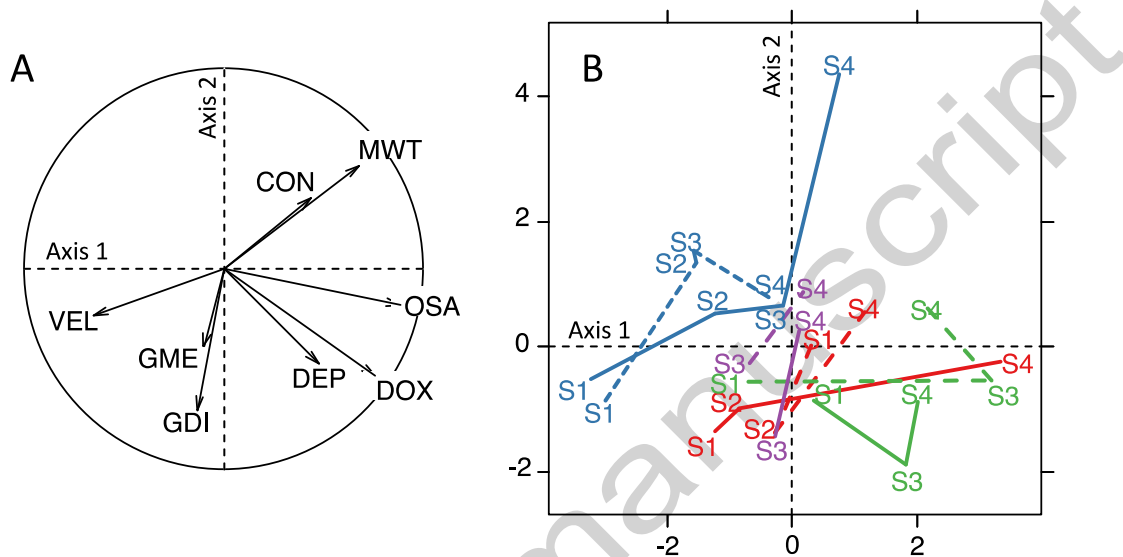 A
Axis 2
MWT
CON
Axis 1
OSA
VEL
GME
DEP
DOX
GDI
B
Axis 2
S4
4
2
S3
S2
S4
S4
S2
S4
S4
S3
S4
S1
Axis 1
0
S3
S4
S1
S1
S2
S1
S4
S3
S1
S2
S1
S3
S3
-2
-2
0
2
manuscript